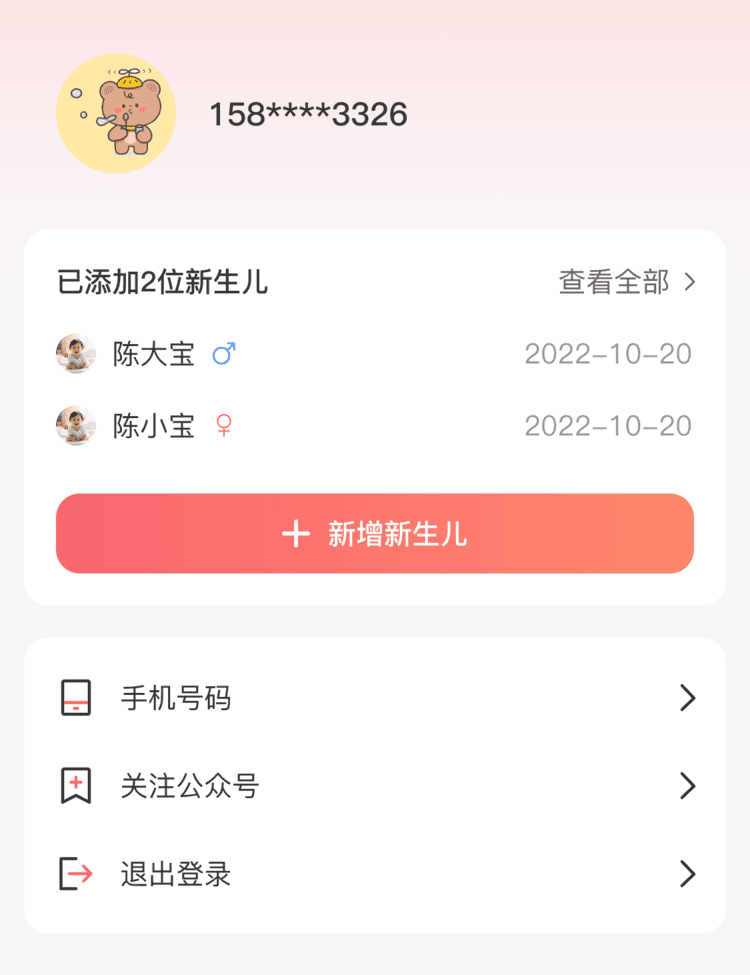 158****3326
已添加2位新生儿 查看全部
陈大宝 2022-10-20
陈小宝 2022-10-20
新增新生儿
手机号码
关注公众号
退出登录